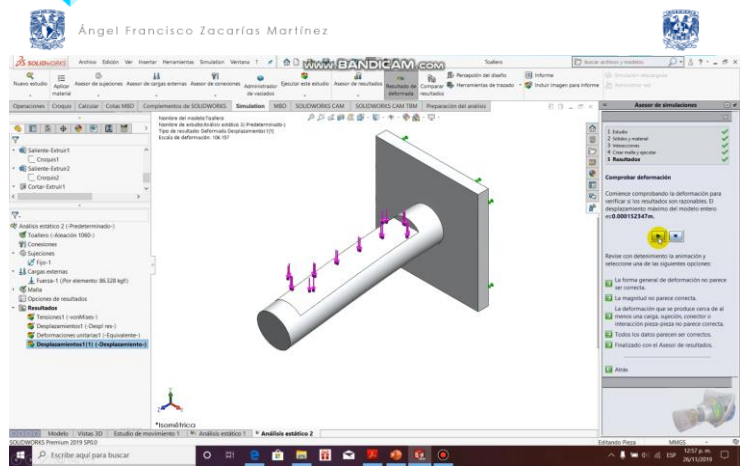 Ángel Francisco Zacarías Martínez
SOLIDWORKS
Archivo Edición Ver Insertar Herramientas Simulation Ventana ?
www.BANDICAM.com
Toallero
Buscar archivos y modelos
Nuevo estudio
Aplicar material
Asesor de sujeciones
Asesor de cargas externas
Asesor de conexiones
Administrador de vaciados
Ejecutar este estudio
Asesor de resultados
Resultado de deformada
Comparar resultados
Percepción del diseño
Herramientas de trazado
Informe
Incluir imagen para informe
Operaciones Croquis Calcular Cotas MBD Complementos de SOLIDWORKS Simulation MBD SOLIDWORKS CAM SOLIDWORKS CAM TBM Preparación del análisis
Asesor de simulaciones
Nombre del modelo:Toallero
Nombre de estudio:Análisis estático 2(-Predeterminado-)
Tipo de resultado: Deformada Desplazamientos1{1}
Escala de deformación: 106 157
Saliente-Extruir1
Croquis1
Saliente-Extruir2
Croquis2
Cortar-Extruir1
Análisis estático 2 (-Predeterminado-)
Toallero (-Aleación 1060-)
Conexiones
Sujeciones
Fijo-1
Cargas externas
Fuerza-1 (:Por elemento: 86.328 kgf:)
Malla
Opciones de resultados
Resultados
Tensiones1 (-vonMises-)
Desplazamientos1 (-Despl res-)
Deformaciones unitarias1 (-Equivalente-)
Desplazamientos1{1} (-Desplazamiento-)
1 Estudio
2 Sólidos y material
3 Interacciones
4 Crear malla y ejecutar
5 Resultados
Comprobar deformación
Comience comprobando la deformación para
verificar si los resultados son razonables. El
desplazamiento máximo del modelo entero
es:0.000152347m.
Revise con detenimiento la animación y
seleccione una de las siguientes opciones:
La forma general de deformación no parece
ser correcta.
La magnitud no parece correcta.
La deformación que se produce cerca de al
menos una carga, sujeción, conector o
interacción pieza-pieza no parece correcta.
Todos los datos parecen ser correctos.
Finalizado con el Asesor de resultados.
Atrás
*Isométrica
Modelo Vistas 3D Estudio de movimiento 1 Análisis estático 1 Análisis estático 2
SOLIDWORKS Premium 2019 SP0.0
Editando Pieza
MMGS
Escribe aquí para buscar
ESP
12:57 p. m.
26/11/2019